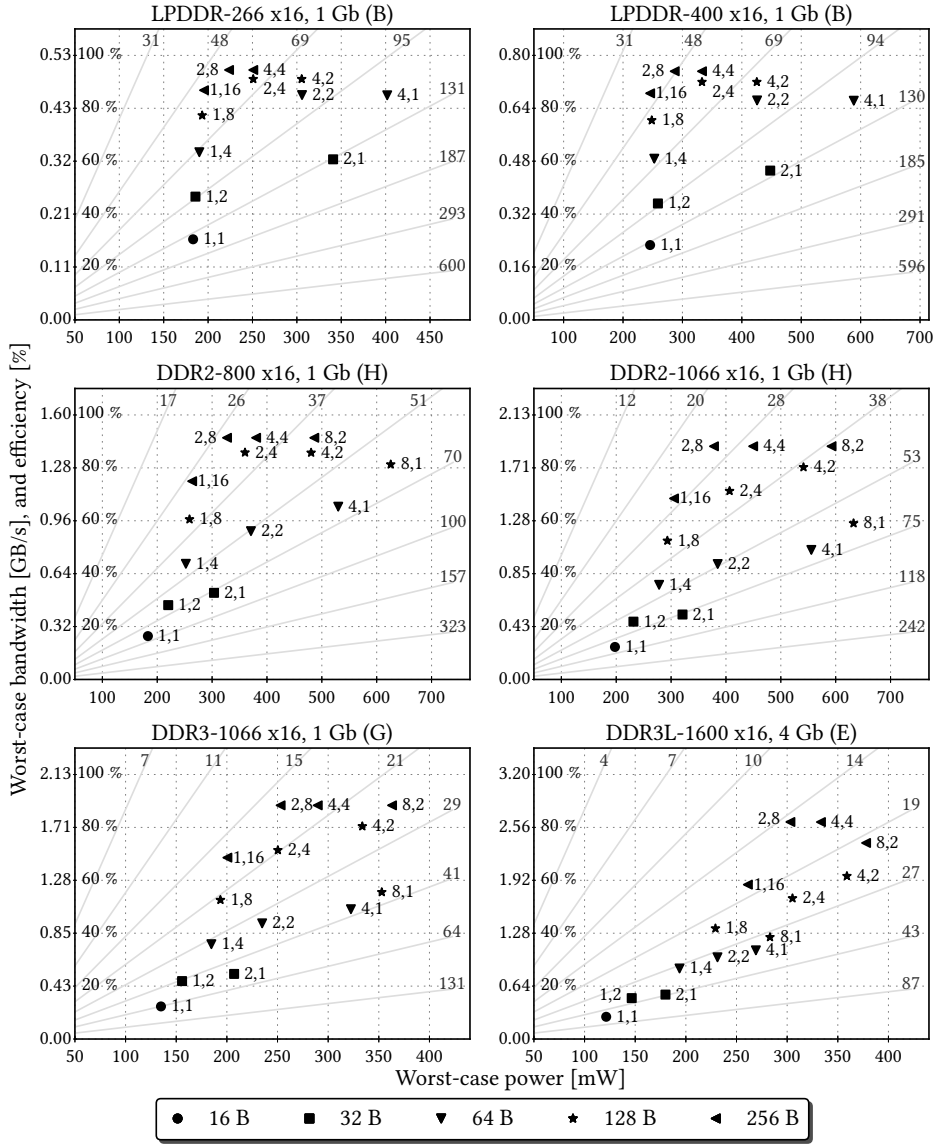 LPDDR-266 x16, 1 Gb (B)
31 48 69 95
0.53 100 %
2,8 4,4 4,2
1,16 2,4 2,2 4,1 131
0.43 80 %
1,8
1,4 2,1 187
0.32 60 %
1,2
0.21 40 % 293
1,1
0.11 20 % 600
0.00
50 100 150 200 250 300 350 400 450
LPDDR-400 x16, 1 Gb (B)
31 48 69 94
0.80 100 %
2,8 4,4 4,2
1,16 2,4 2,2 4,1 130
0.64 80 %
1,8
1,4 185
0.48 60 %
2,1
1,2
0.32 40 % 291
1,1
0.16 20 % 596
0.00
100 200 300 400 500 600 700
Worst-case bandwidth [GB/s], and efficiency [%]
DDR2-800 x16, 1 Gb (H)
17 26 37 51
1.60 100 %
2,8 4,4 8,2
2,4 4,2 70
1.28 80 % 8,1
1,16
4,1
0.96 60 % 1,8 100
2,2
0.64 40 % 1,4 157
2,1
1,2
0.32 20 % 323
1,1
0.00
100 200 300 400 500 600 700
DDR2-1066 x16, 1 Gb (H)
12 20 28 38
2.13 100 %
2,8 4,4 8,2
1.71 80 % 4,2 53
2,4
1,16
1.28 60 % 8,1 75
1,8
4,1
0.85 40 % 2,2 118
1,4
2,1
0.43 20 % 1,2 242
1,1
0.00
100 200 300 400 500 600 700
DDR3-1066 x16, 1 Gb (G)
7 11 15 21
2.13 100 %
2,8 4,4 8,2 29
1.71 80 % 4,2
2,4
1,16
1.28 60 % 8,1 41
1,8
4,1
0.85 40 % 2,2 64
1,4
2,1
0.43 20 % 1,2 131
1,1
0.00
50 100 150 200 250 300 350 400
DDR3L-1600 x16, 4 Gb (E)
4 7 10 14
3.20 100 %
19
2,8 4,4
2.56 80 %
8,2
4,2 27
1.92 60 % 1,16
2,4
1,8
1.28 40 % 8,1 43
4,1
2,2
1,4
0.64 20 % 87
1,2 2,1
1,1
0.00
50 100 150 200 250 300 350 400
Worst-case power [mW]
16 B 32 B 64 B 128 B 256 B